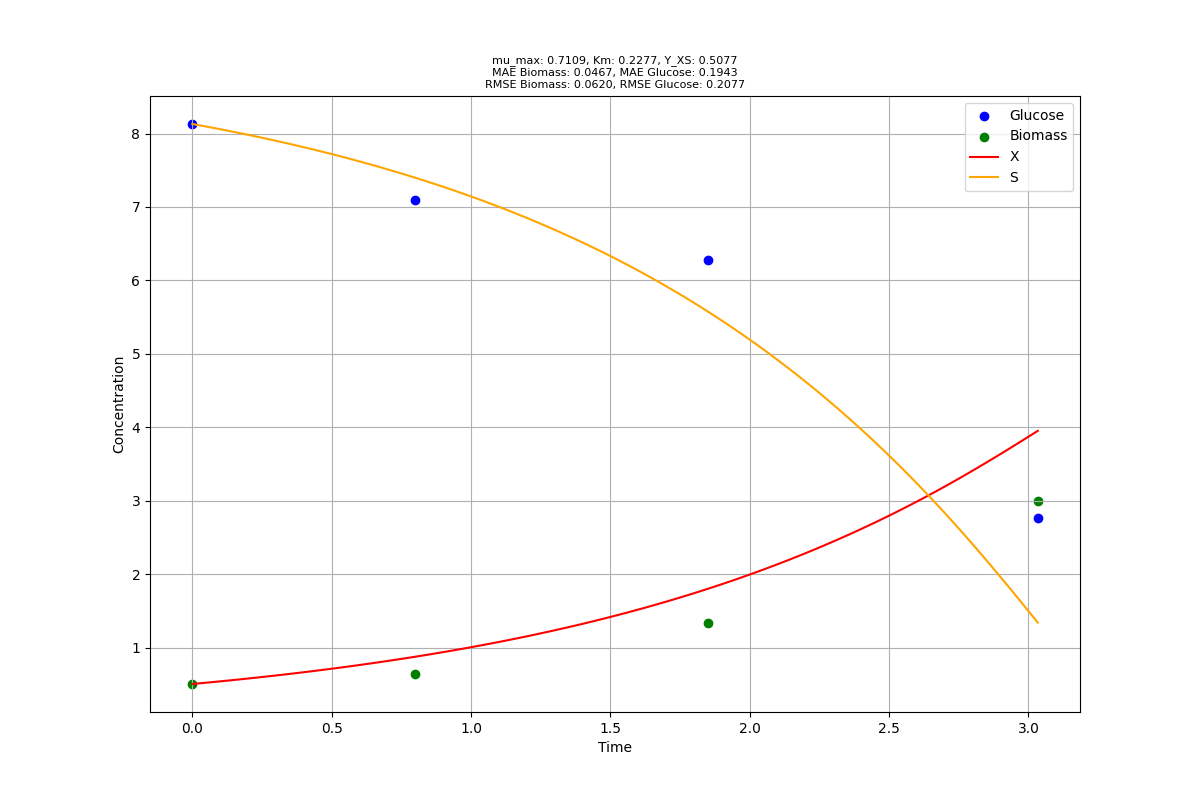 mu_max: 0.7109, Km: 0.2277, Y_XS: 0.5077
MAE Biomass: 0.0467, MAE Glucose: 0.1943
RMSE Biomass: 0.0620, RMSE Glucose: 0.2077
Glucose
Biomass
X
S
8
7
6
5
4
3
2
1
Concentration
0.0 0.5 1.0 1.5 2.0 2.5 3.0
Time